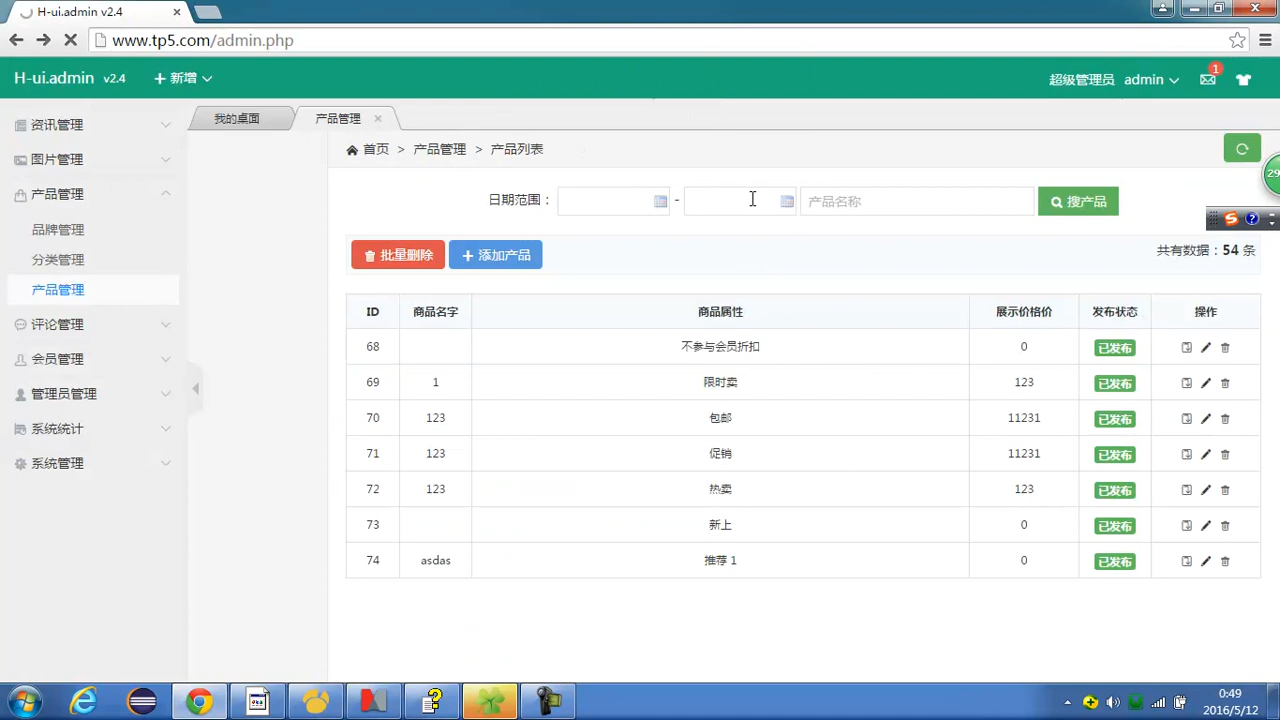 H-ui.admin v2.4
www.tp5.com/admin.php
H-ui.admin v2.4 新增 超级管理员 admin 1
我的桌面 产品管理
资讯管理
图片管理
产品管理
品牌管理
分类管理
产品管理
评论管理
会员管理
管理员管理
系统统计
系统管理
首页 > 产品管理 > 产品列表
日期范围： - 产品名称 搜产品
批量删除 添加产品 共有数据：54 条
ID 商品名字 商品属性 展示价格价 发布状态 操作
68 不参与会员折扣 0 已发布
69 1 限时卖 123 已发布
70 123 包邮 11231 已发布
71 123 促销 11231 已发布
72 123 热卖 123 已发布
73 新上 0 已发布
74 asdas 推荐 1 0 已发布
29
0:49
2016/5/12